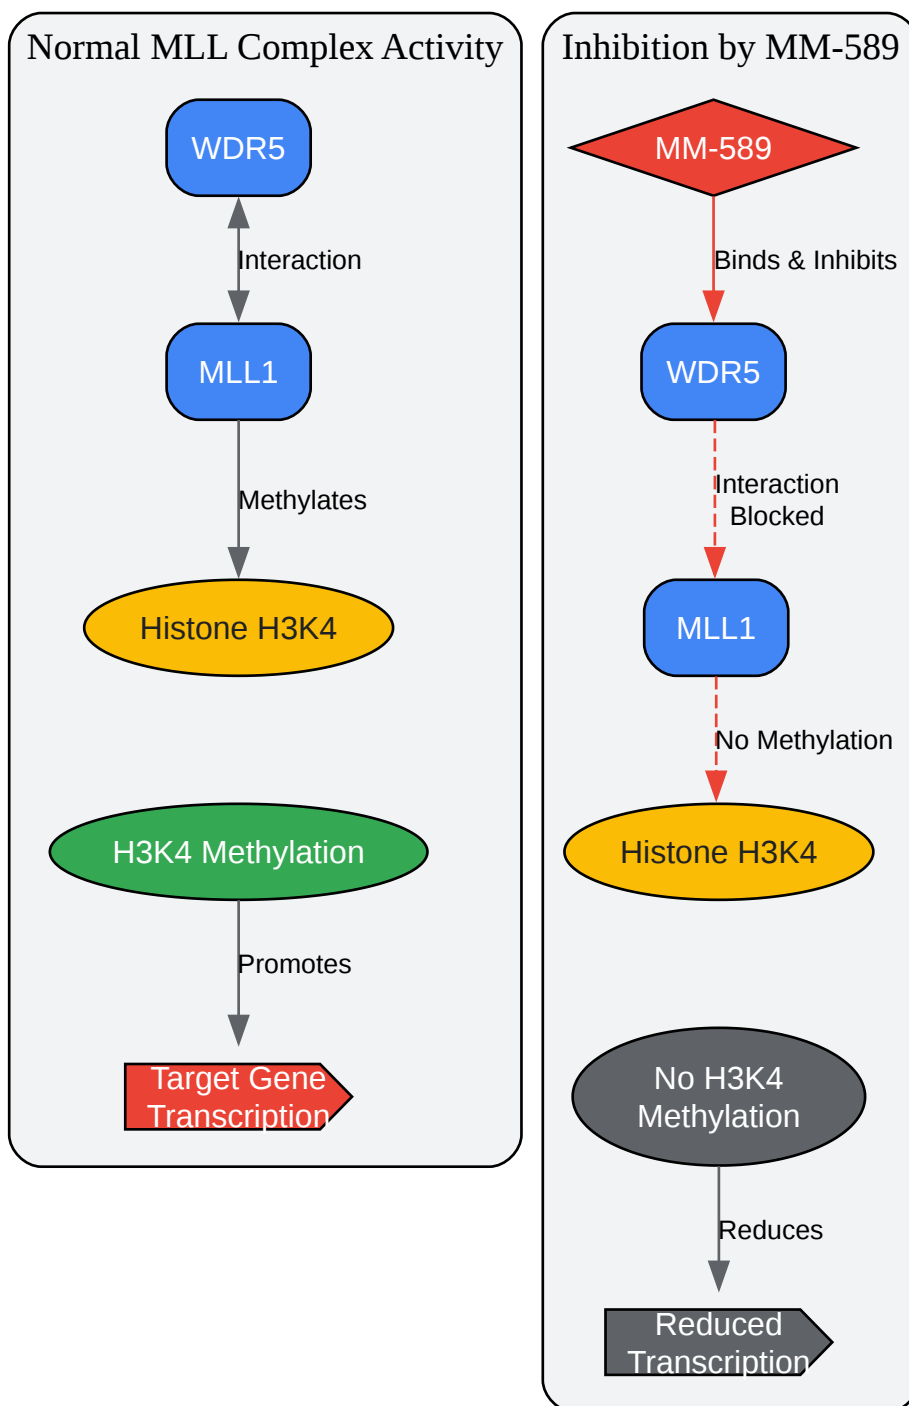 Normal MLL Complex Activity
WDR5
Interaction
MLL1
Methylates
Histone H3K4
H3K4 Methylation
Promotes
Target Gene
Transcription
Inhibition by MM-589
MM-589
Binds & Inhibits
WDR5
Interaction
Blocked
MLL1
No Methylation
Histone H3K4
No H3K4
Methylation
Reduces
Reduced
Transcription